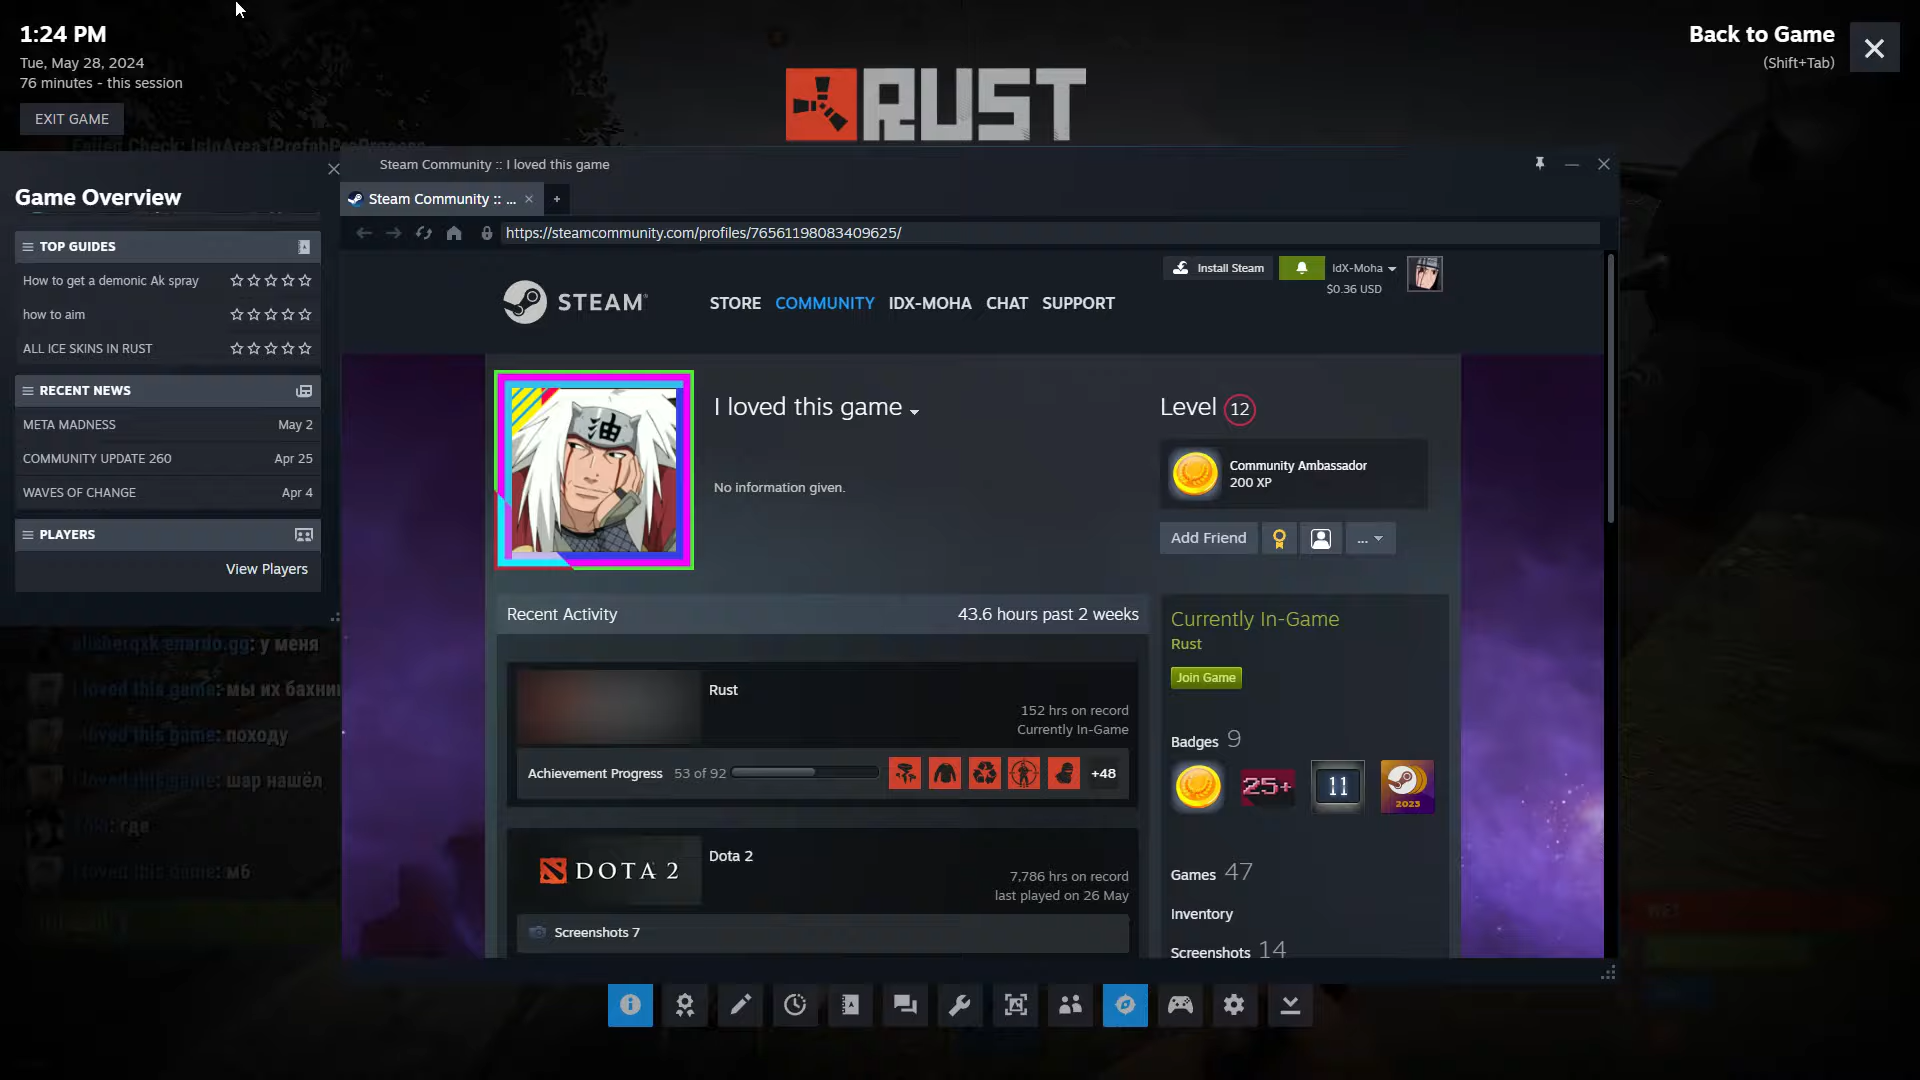 1:24 PM
Tue, May 28, 2024
76 minutes - this session
EXIT GAME
RUST
Back to Game
(Shift+Tab)
Steam Community :: I loved this game
Steam Community :: ...
https://steamcommunity.com/profiles/76561198083409625/
Game Overview
TOP GUIDES
How to get a demonic Ak spray
how to aim
ALL ICE SKINS IN RUST
RECENT NEWS
META MADNESS May 2
COMMUNITY UPDATE 260 Apr 25
WAVES OF CHANGE Apr 4
PLAYERS
View Players
у меня
I loved this game: мы их бахни
I loved this game: походу
I loved this game: шар нашёл
где
I loved this game: мб
Install Steam
IdX-Moha
$0.36 USD
STEAM
STORE COMMUNITY IDX-MOHA CHAT SUPPORT
油
I loved this game
No information given.
Level 12
Community Ambassador
200 XP
Add Friend
...
Recent Activity 43.6 hours past 2 weeks
Rust
152 hrs on record
Currently In-Game
Achievement Progress 53 of 92 +48
DOTA 2
Dota 2
7,786 hrs on record
last played on 26 May
Screenshots 7
Currently In-Game
Rust
Join Game
Badges 9
25+
11
2023
Games 47
Inventory
Screenshots 14